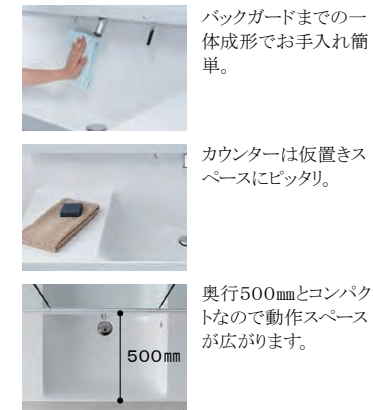 バックガードまでの一
体成形でお手入れ簡
単。
カウンターは仮置きス
ペースにピッタリ。
奥行500㎜とコンパク
トなので動作スペース
が広がります。
500㎜